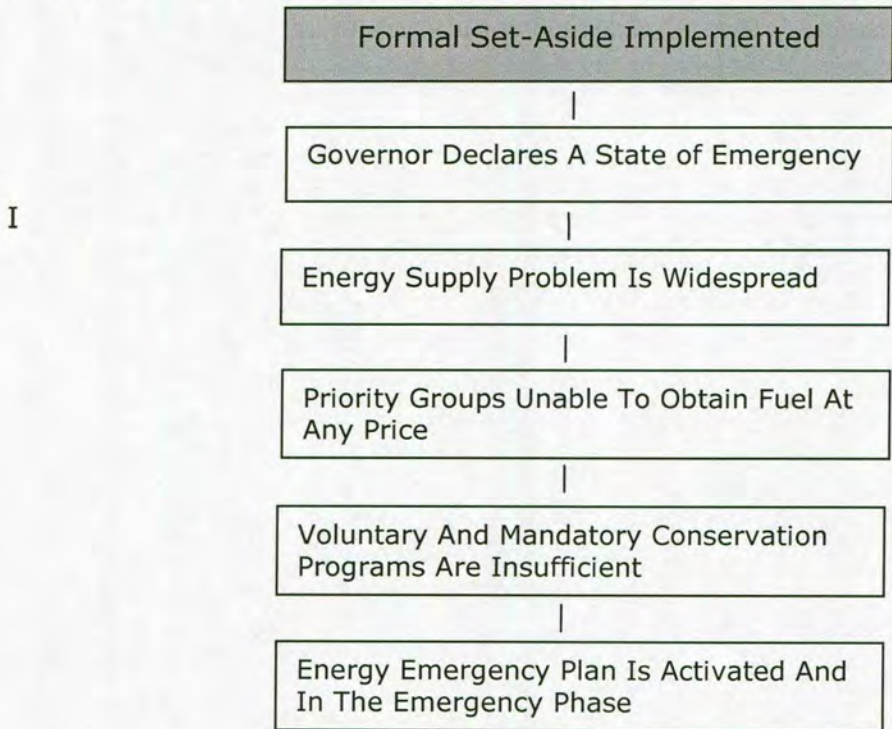 Formal Set-Aside Implemented
Governor Declares A State of Emergency
I
Energy Supply Problem Is Widespread
Priority Groups Unable To Obtain Fuel At
Any Price
Voluntary And Mandatory Conservation
Programs Are Insufficient
Energy Emergency Plan Is Activated And
In The Emergency Phase